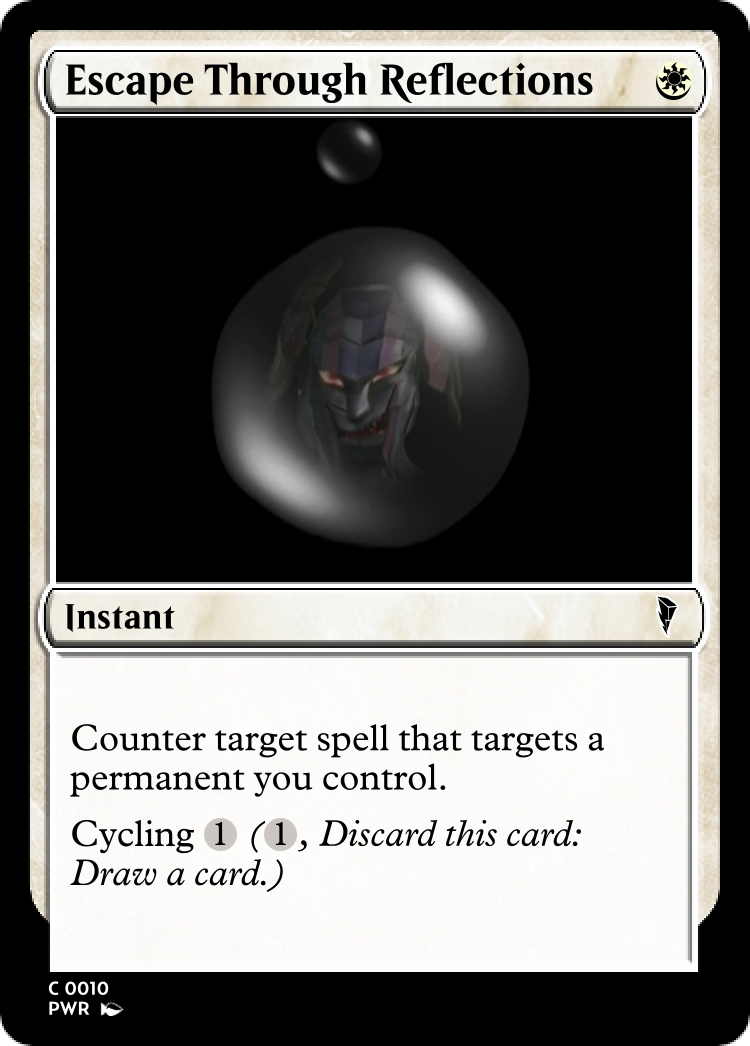 Escape Through Reflections
Instant
Counter target spell that targets a
permanent you control.
Cycling 1 (1, Discard this card:
Draw a card.)
C 0010
PWR